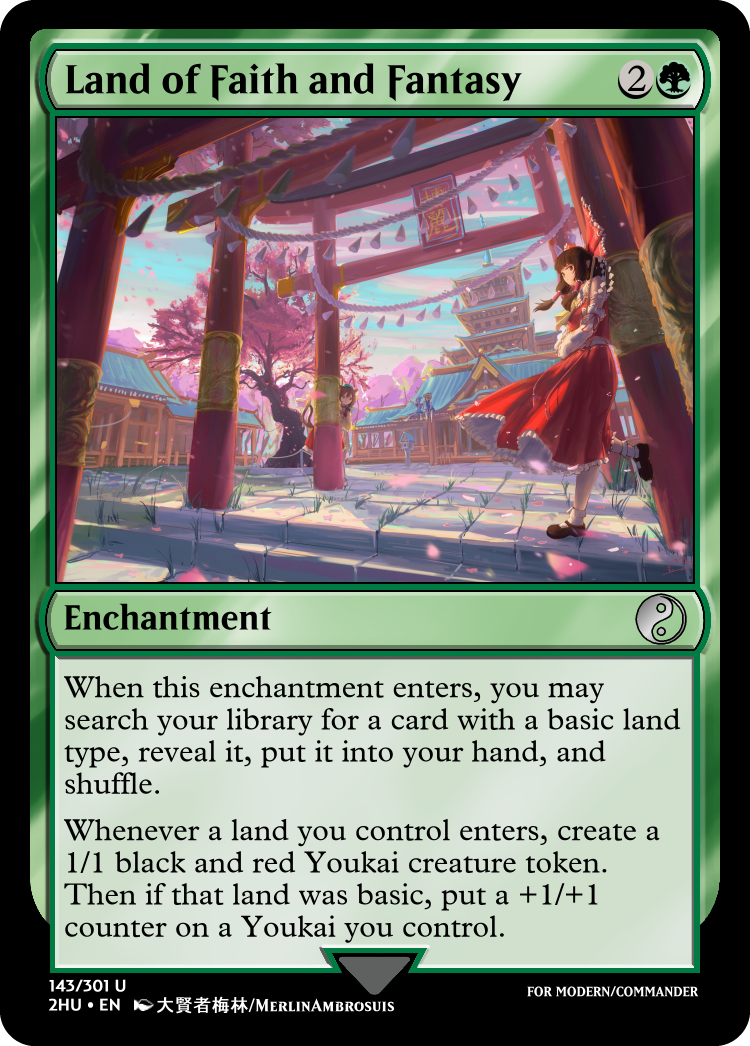 Land of Faith and Fantasy
2
Enchantment
When this enchantment enters, you may
search your library for a card with a basic land
type, reveal it, put it into your hand, and
shuffle.
Whenever a land you control enters, create a
1/1 black and red Youkai creature token.
Then if that land was basic, put a +1/+1
counter on a Youkai you control.
143/301 U
2HU • EN 大賢者梅林/MerlinAmbrosuis
FOR MODERN/COMMANDER